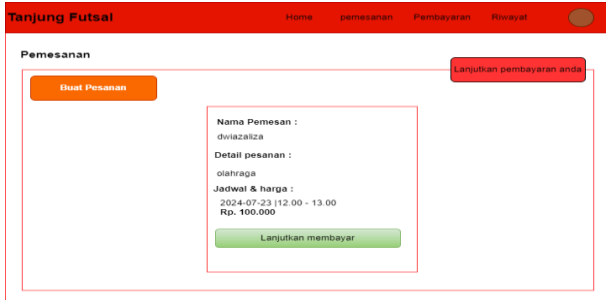 Tanjung Futsal
Home pemesanan Pembayaran Riwayat
Pemesanan
Lanjutkan pembayaran anda
Buat Pesanan
Nama Pemesan :
dwiazaliza
Detail pesanan :
olahraga
Jadwal & harga :
2024-07-23 |12.00 - 13.00
Rp. 100.000
Lanjutkan membayar